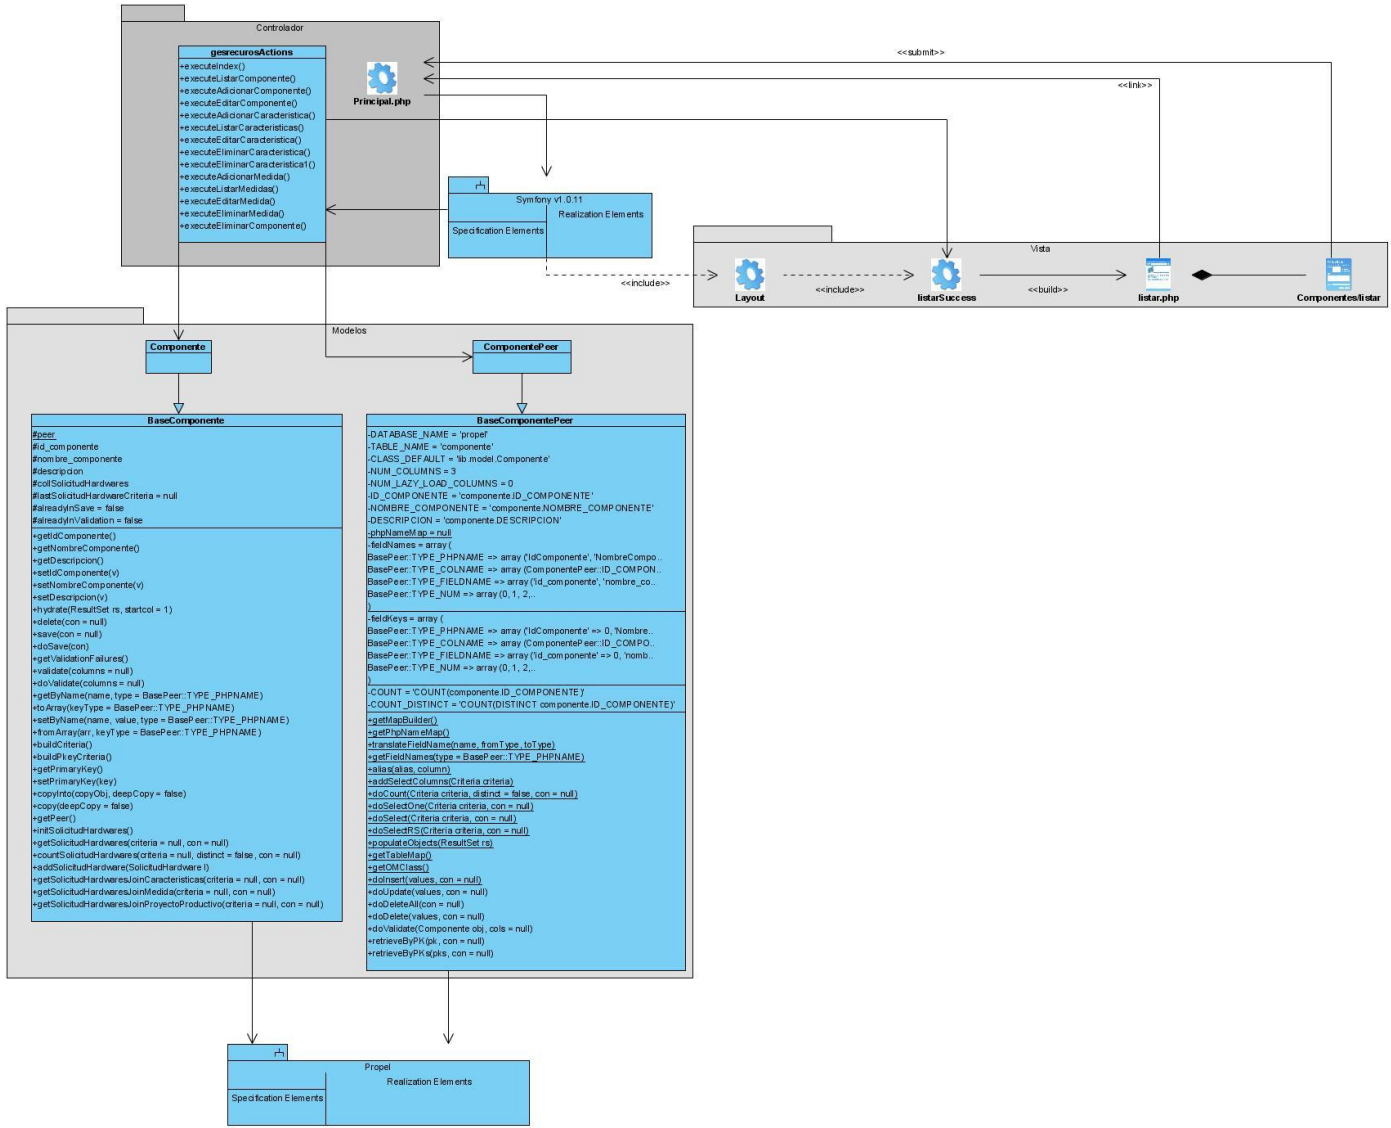 Controlador
gesrecurosActions
+executeIndex()
+executeListarComponente()
+executeAdicionarComponente()
+executeEditarComponente()
+executeAdicionarCaracteristica()
+executeListarCaracteristicas()
+executeEditarCaracteristica()
+executeEliminarCaracteristica()
+executeEliminarCaracteristica1()
+executeAdicionarMedida()
+executeListarMedidas()
+executeEditarMedida()
+executeEliminarMedida()
+executeEliminarComponente()
Principal.php
<<submit>>
<<link>>
Symfony v1.0.11
Realization Elements
Specification Elements
Vista
<<include>>
Layout
<<include>>
listarSuccess
<<build>>
listar.php
Componentes/listar
Modelos
Componente
ComponentePeer
BaseComponente
#peer
#id_componente
#nombre_componente
#descripcion
#collSolicitudHardwares
#lastSolicitudHardwareCriteria = null
#alreadyInSave = false
#alreadyInValidation = false
+getIdComponente()
+getNombreComponente()
+getDescripcion()
+setIdComponente(v)
+setNombreComponente(v)
+setDescripcion(v)
+hydrate(ResultSet rs, startcol = 1)
+delete(con = null)
+save(con = null)
+doSave(con)
+getValidationFailures()
+validate(columns = null)
+doValidate(columns = null)
+getByName(name, type = BasePeer::TYPE_PHPNAME)
+toArray(keyType = BasePeer::TYPE_PHPNAME)
+setByName(name, value, type = BasePeer::TYPE_PHPNAME)
+fromArray(arr, keyType = BasePeer::TYPE_PHPNAME)
+buildCriteria()
+buildPkeyCriteria()
+getPrimaryKey()
+setPrimaryKey(key)
+copyInto(copyObj, deepCopy = false)
+copy(deepCopy = false)
+getPeer()
+initSolicitudHardwares()
+getSolicitudHardwares(criteria = null, con = null)
+countSolicitudHardwares(criteria = null, distinct = false, con = null)
+addSolicitudHardware(SolicitudHardware l)
+getSolicitudHardwaresJoinCaracteristicas(criteria = null, con = null)
+getSolicitudHardwaresJoinMedida(criteria = null, con = null)
+getSolicitudHardwaresJoinProyectoProductivo(criteria = null, con = null)
BaseComponentePeer
-DATABASE_NAME = 'propel'
-TABLE_NAME = 'componente'
-CLASS_DEFAULT = 'lib.model.Componente'
-NUM_COLUMNS = 3
-NUM_LAZY_LOAD_COLUMNS = 0
-ID_COMPONENTE = 'componente.ID_COMPONENTE'
-NOMBRE_COMPONENTE = 'componente.NOMBRE_COMPONENTE'
-DESCRIPCION = 'componente.DESCRIPCION'
-phpNameMap = null
-fieldNames = array (
BasePeer::TYPE_PHPNAME => array ('IdComponente', 'NombreCompo..
BasePeer::TYPE_COLNAME => array (ComponentePeer::ID_COMPON..
BasePeer::TYPE_FIELDNAME => array ('id_componente', 'nombre_co..
BasePeer::TYPE_NUM => array (0, 1, 2,..
)
-fieldKeys = array (
BasePeer::TYPE_PHPNAME => array ('IdComponente' => 0, 'Nombre..
BasePeer::TYPE_COLNAME => array (ComponentePeer::ID_COMPO..
BasePeer::TYPE_FIELDNAME => array ('id_componente' => 0, 'nomb..
BasePeer::TYPE_NUM => array (0, 1, 2,..
)
-COUNT = 'COUNT(componente.ID_COMPONENTE)'
-COUNT_DISTINCT = 'COUNT(DISTINCT componente.ID_COMPONENTE)'
+getMapBuilder()
+getPhpNameMap()
+translateFieldName(name, fromType, toType)
+getFieldNames(type = BasePeer::TYPE_PHPNAME)
+alias(alias, column)
+addSelectColumns(Criteria criteria)
+doCount(Criteria criteria, distinct = false, con = null)
+doSelectOne(Criteria criteria, con = null)
+doSelect(Criteria criteria, con = null)
+doSelectRS(Criteria criteria, con = null)
+populateObjects(ResultSet rs)
+getTableMap()
+getOMClass()
+doInsert(values, con = null)
+doUpdate(values, con = null)
+doDeleteAll(con = null)
+doDelete(values, con = null)
+doValidate(Componente obj, cols = null)
+retrieveByPK(pk, con = null)
+retrieveByPKs(pks, con = null)
Propel
Realization Elements
Specification Elements